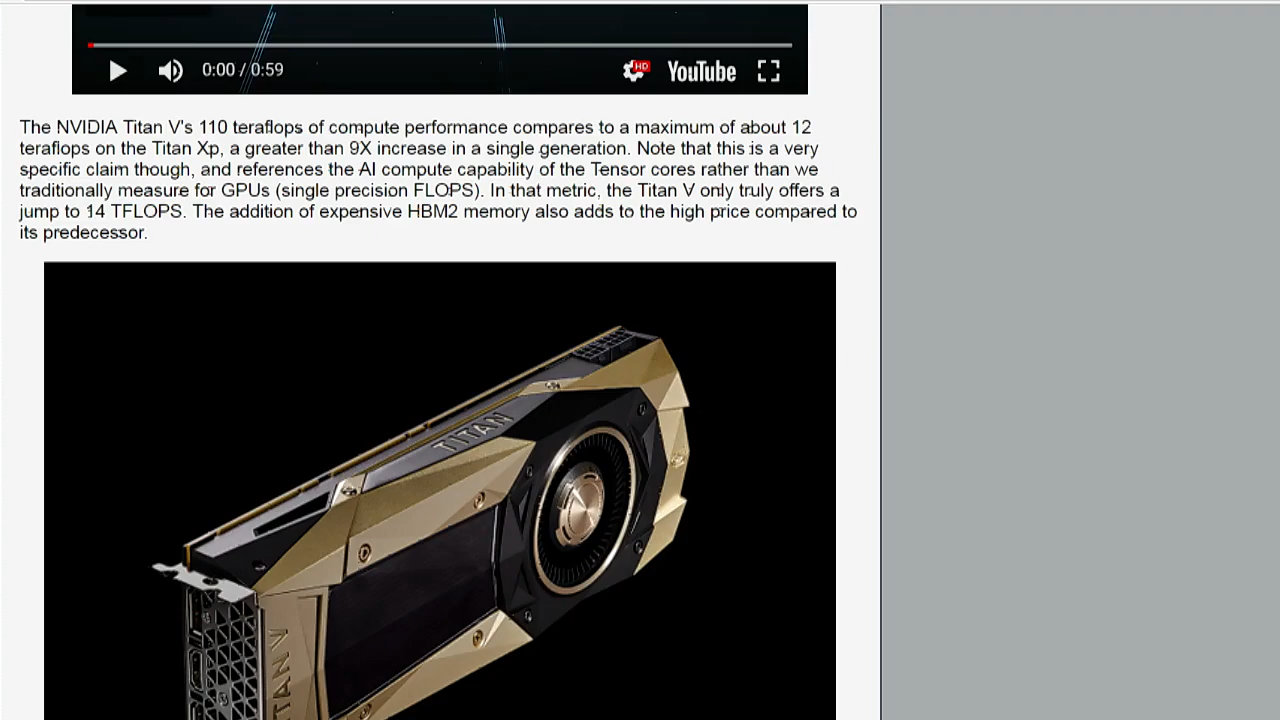 0:00 / 0:59
HD
YouTube
The NVIDIA Titan V's 110 teraflops of compute performance compares to a maximum of about 12
teraflops on the Titan Xp, a greater than 9X increase in a single generation. Note that this is a very
specific claim though, and references the AI compute capability of the Tensor cores rather than we
traditionally measure for GPUs (single precision FLOPS). In that metric, the Titan V only truly offers a
jump to 14 TFLOPS. The addition of expensive HBM2 memory also adds to the high price compared to
its predecessor.
TITAN
TITAN V